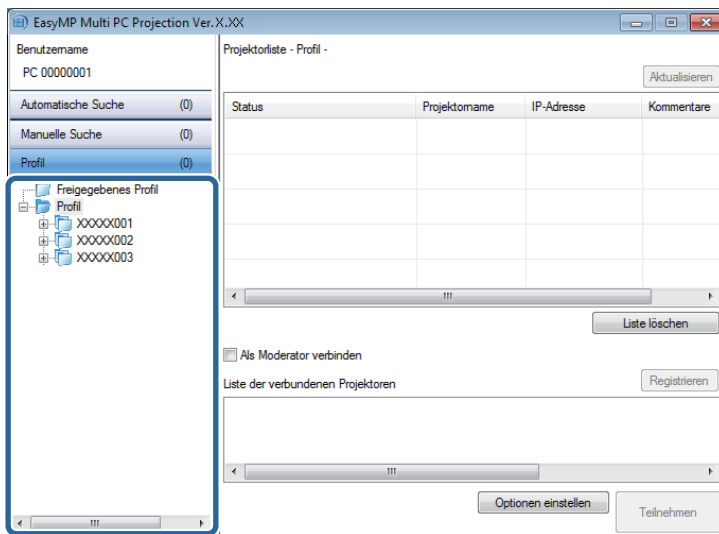 EasyMP Multi PC Projection Ver.X.XX
Benutzername
PC 00000001
Automatische Suche (0)
Manuelle Suche (0)
Profil (0)
Freigegebenes Profil
Profil
XXXXX001
XXXXX002
XXXXX003
Projektorliste - Profil -
Aktualisieren
Status Projektorname IP-Adresse Kommentare
Liste löschen
Als Moderator verbinden
Liste der verbundenen Projektoren
Registrieren
Optionen einstellen
Teilnehmen